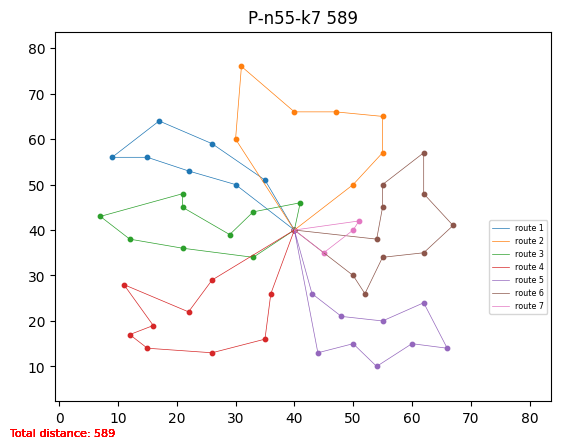 P-n55-k7 589
80
70
60
50
40
30
20
10
0 10 20 30 40 50 60 70 80
route 1
route 2
route 3
route 4
route 5
route 6
route 7
Total distance: 589